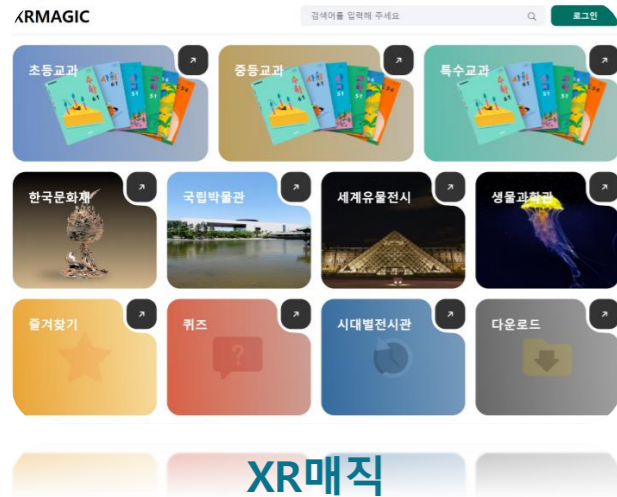 XRMAGIC
검색어를 입력해 주세요
로그인
초등교과
중등교과
특수교과
한국문화재
국립박물관
세계유물전시
생물과학관
즐겨찾기
퀴즈
?
시대별전시관
다운로드
XR매직